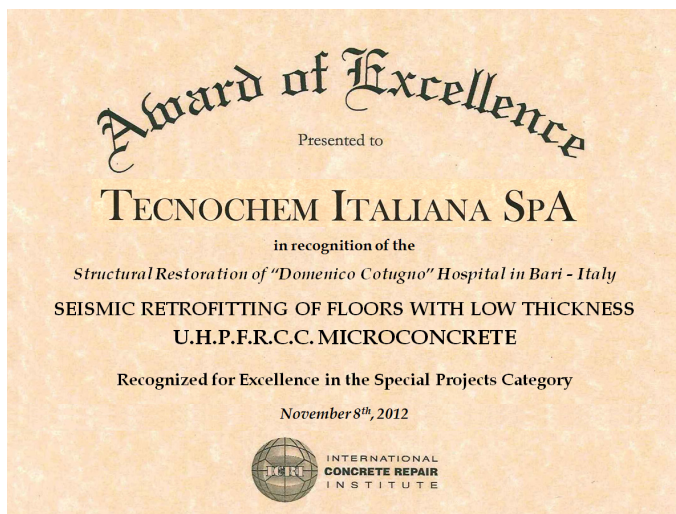 Award of Excellence
Presented to
TECNOCHEM ITALIANA SPA
in recognition of the
Structural Restoration of “Domenico Cotugno” Hospital in Bari - Italy
SEISMIC RETROFITTING OF FLOORS WITH LOW THICKNESS
U.H.P.F.R.C.C. MICROCONCRETE
Recognized for Excellence in the Special Projects Category
November 8th, 2012
ICRI
INTERNATIONAL
CONCRETE REPAIR
INSTITUTE